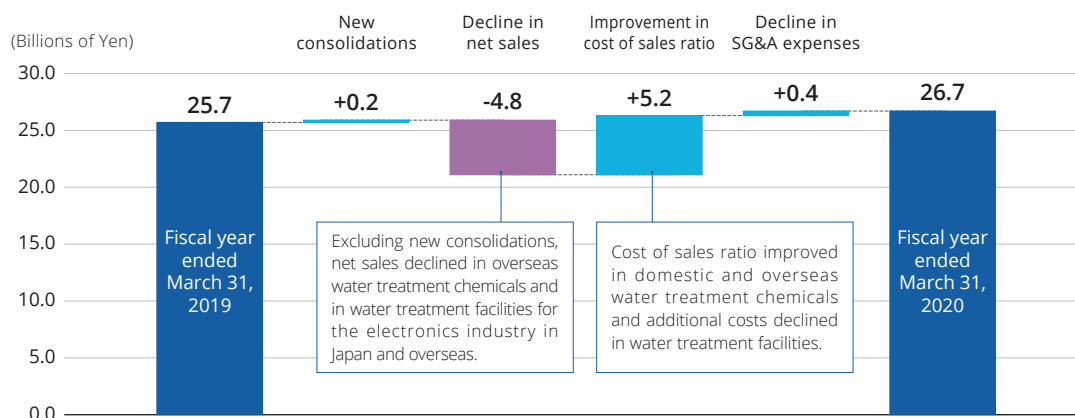 (Billions of Yen)
New
consolidations
Decline in
net sales
Improvement in
cost of sales ratio
Decline in
SG&A expenses
30.0
25.0
20.0
15.0
10.0
5.0
0.0
25.7
+0.2
-4.8
+5.2
+0.4
26.7
Fiscal year
ended
March 31,
2019
Excluding new consolidations,
net sales declined in overseas
water treatment chemicals and
in water treatment facilities for
the electronics industry in
Japan and overseas.
Cost of sales ratio improved
in domestic and overseas
water treatment chemicals
and additional costs declined
in water treatment facilities.
Fiscal year
ended
March 31,
2020